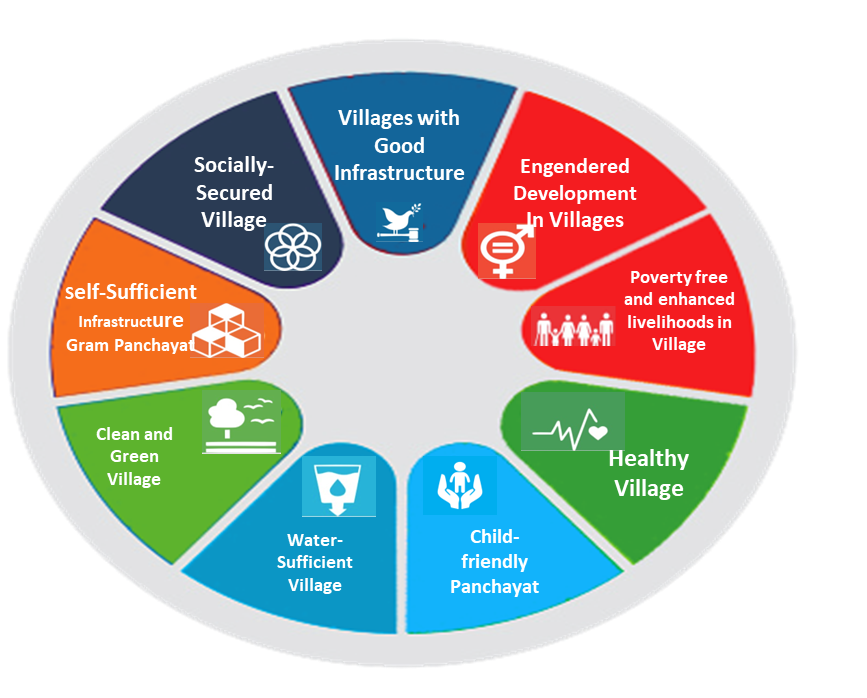 Villages with
Good
Infrastructure
Engendered
Development
In Villages
Poverty free
and enhanced
livelihoods in
Village
Healthy
Village
Child-
friendly
Panchayat
Water-
Sufficient
Village
Clean and
Green
Village
self-Sufficient
Infrastructure
Gram Panchayat
Socially-
Secured
Village